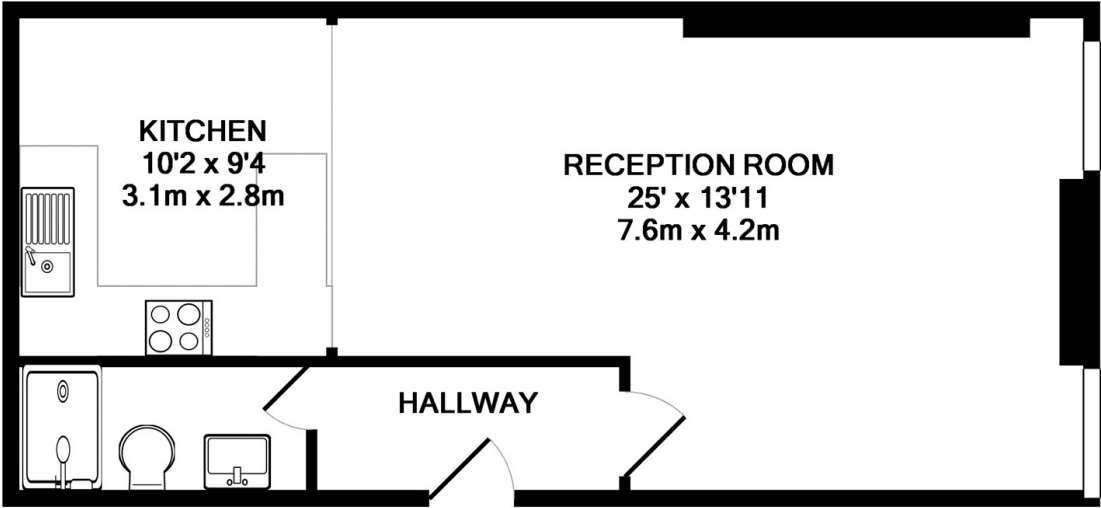 KITCHEN
10'2 x 9'4
3.1m x 2.8m
RECEPTION ROOM
25' x 13'11
7.6m x 4.2m
HALLWAY